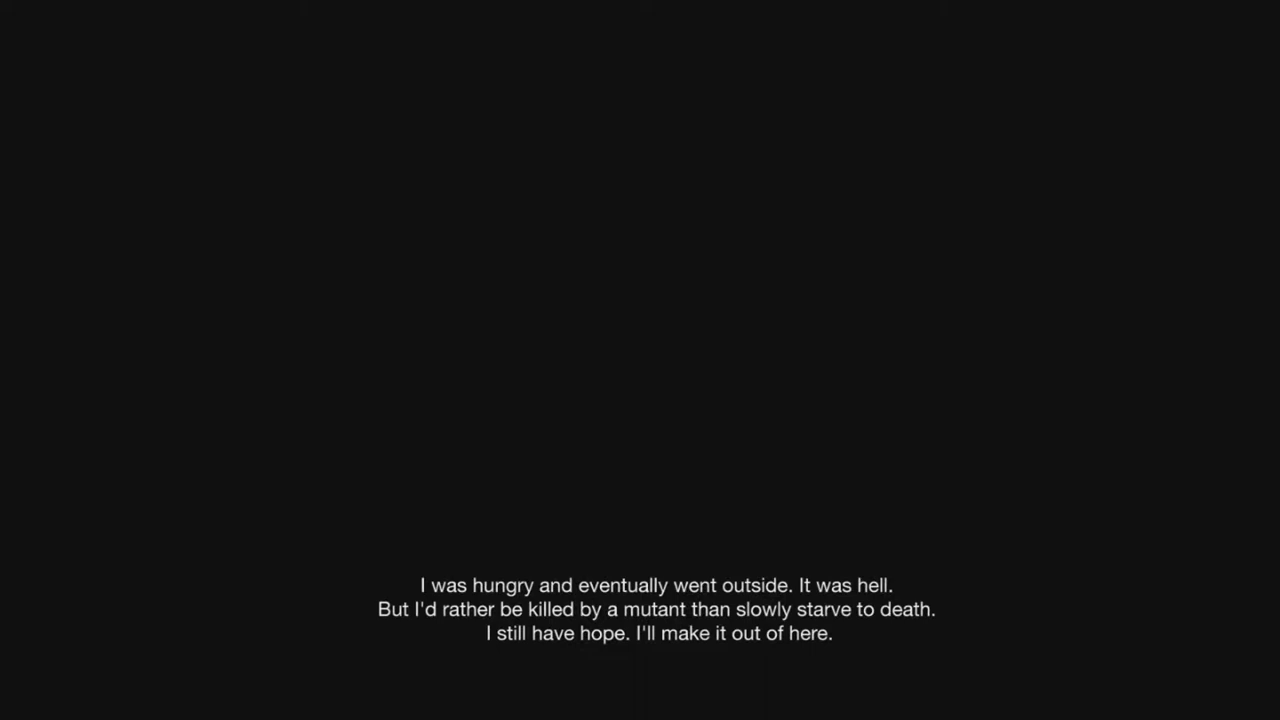 I was hungry and eventually went outside. It was hell.
But I'd rather be killed by a mutant than slowly starve to death.
I still have hope. I'll make it out of here.